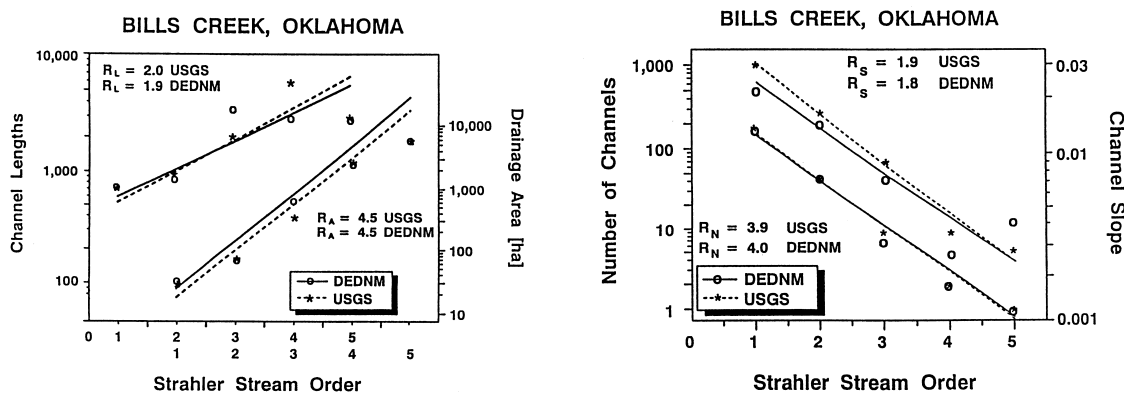 BILLS CREEK, OKLAHOMA
10,000
1,000
100
Channel Lengths
R_L = 2.0 USGS
R_L = 1.9 DEDNM
R_A = 4.5 USGS
R_A = 4.5 DEDNM
DEDNM
USGS
10,000
1,000
100
10
Drainage Area [ha]
0 1 2 3 4 5
1 2 3 4 5
Strahler Stream Order
BILLS CREEK, OKLAHOMA
1,000
100
10
1
Number of Channels
R_S = 1.9 USGS
R_S = 1.8 DEDNM
R_N = 3.9 USGS
R_N = 4.0 DEDNM
DEDNM
USGS
0.03
0.01
0.001
Channel Slope
0 1 2 3 4 5
Strahler Stream Order